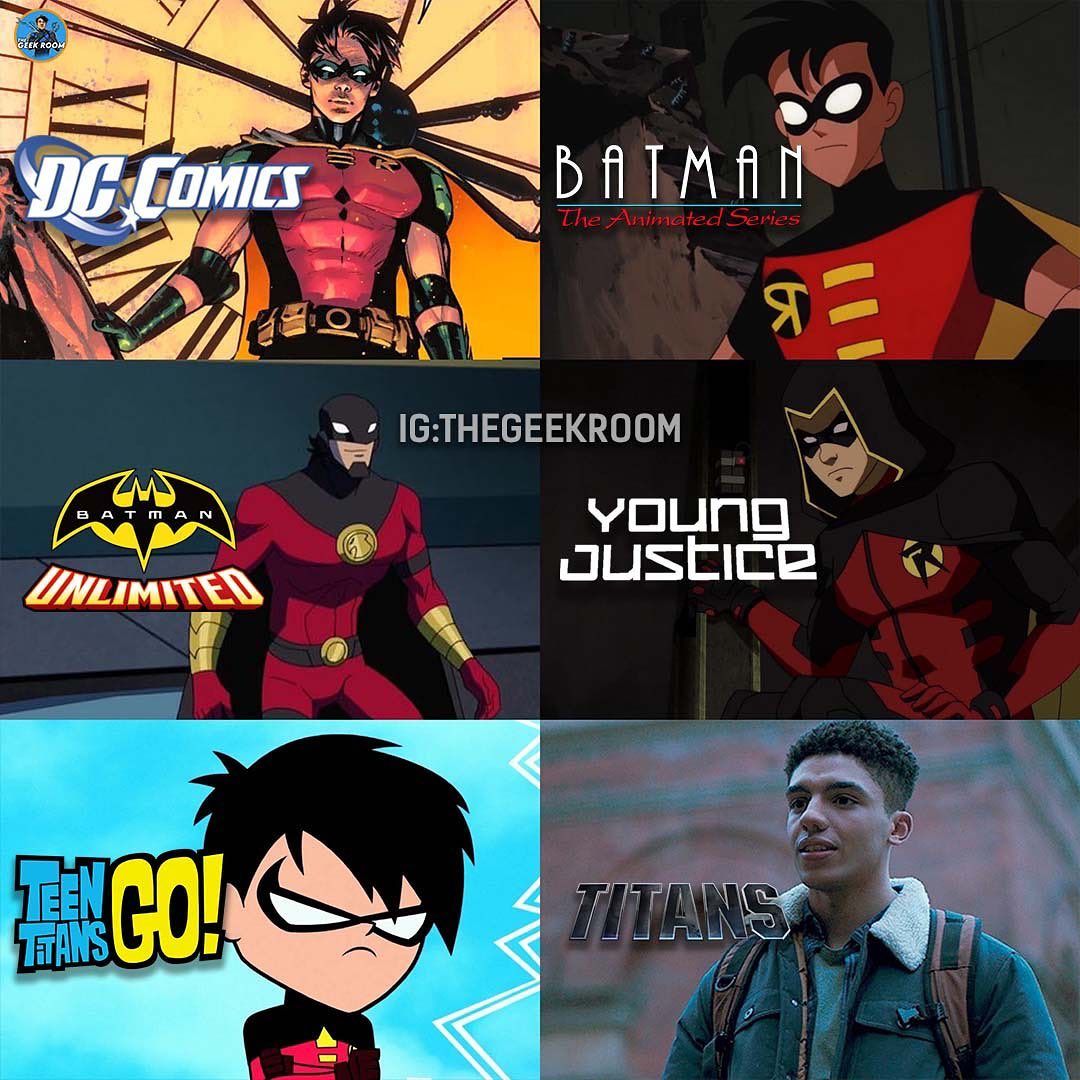 THE
GEEK ROOM
DC COMICS
R
BATMAN
The Animated Series
R
IG:THEGEEKROOM
BATMAN
UNLIMITED
YOUNG
JUSTICE
R
TEEN
TITANS
GO!
TITANS